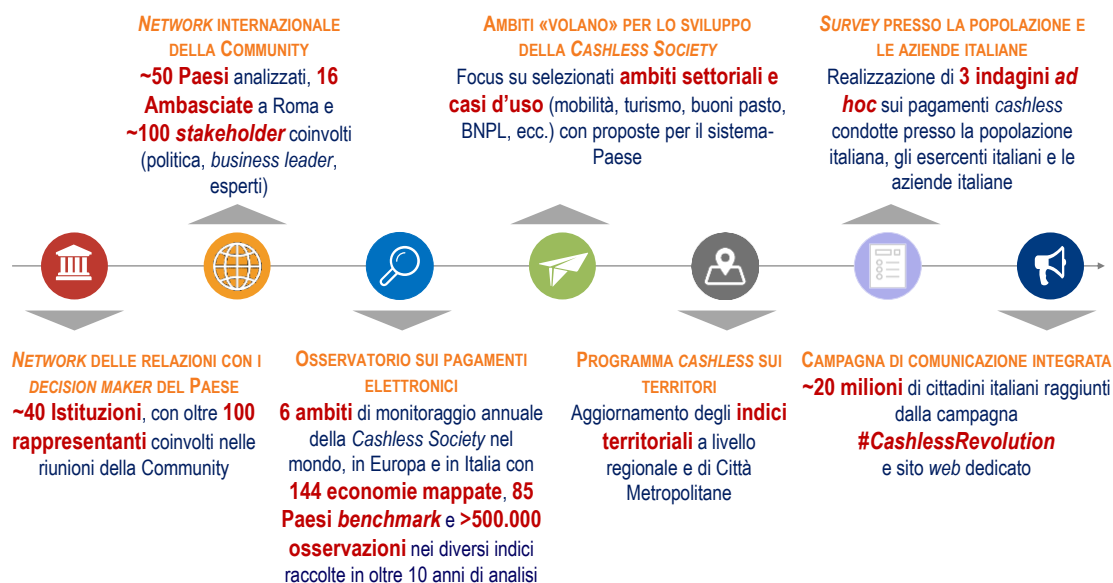 NETWORK INTERNAZIONALE
DELLA COMMUNITY
~50 Paesi analizzati, 16
Ambasciate a Roma e
~100 stakeholder coinvolti
(politica, business leader,
esperti)
AMBITI «VOLANO» PER LO SVILUPPO
DELLA CASHLESS SOCIETY
Focus su selezionati ambiti settoriali e
casi d’uso (mobilità, turismo, buoni pasto,
BNPL, ecc.) con proposte per il sistema-
Paese
SURVEY PRESSO LA POPOLAZIONE E
LE AZIENDE ITALIANE
Realizzazione di 3 indagini ad
hoc sui pagamenti cashless
condotte presso la popolazione
italiana, gli esercenti italiani e le
aziende italiane
NETWORK DELLE RELAZIONI CON I
DECISION MAKER DEL PAESE
~40 Istituzioni, con oltre 100
rappresentanti coinvolti nelle
riunioni della Community
OSSERVATORIO SUI PAGAMENTI
ELETTRONICI
6 ambiti di monitoraggio annuale
della Cashless Society nel
mondo, in Europa e in Italia con
144 economie mappate, 85
Paesi benchmark e >500.000
osservazioni nei diversi indici
raccolte in oltre 10 anni di analisi
PROGRAMMA CASHLESS SUI
TERRITORI
Aggiornamento degli indici
territoriali a livello
regionale e di Città
Metropolitane
CAMPAGNA DI COMUNICAZIONE INTEGRATA
~20 milioni di cittadini italiani raggiunti
dalla campagna
#CashlessRevolution
e sito web dedicato